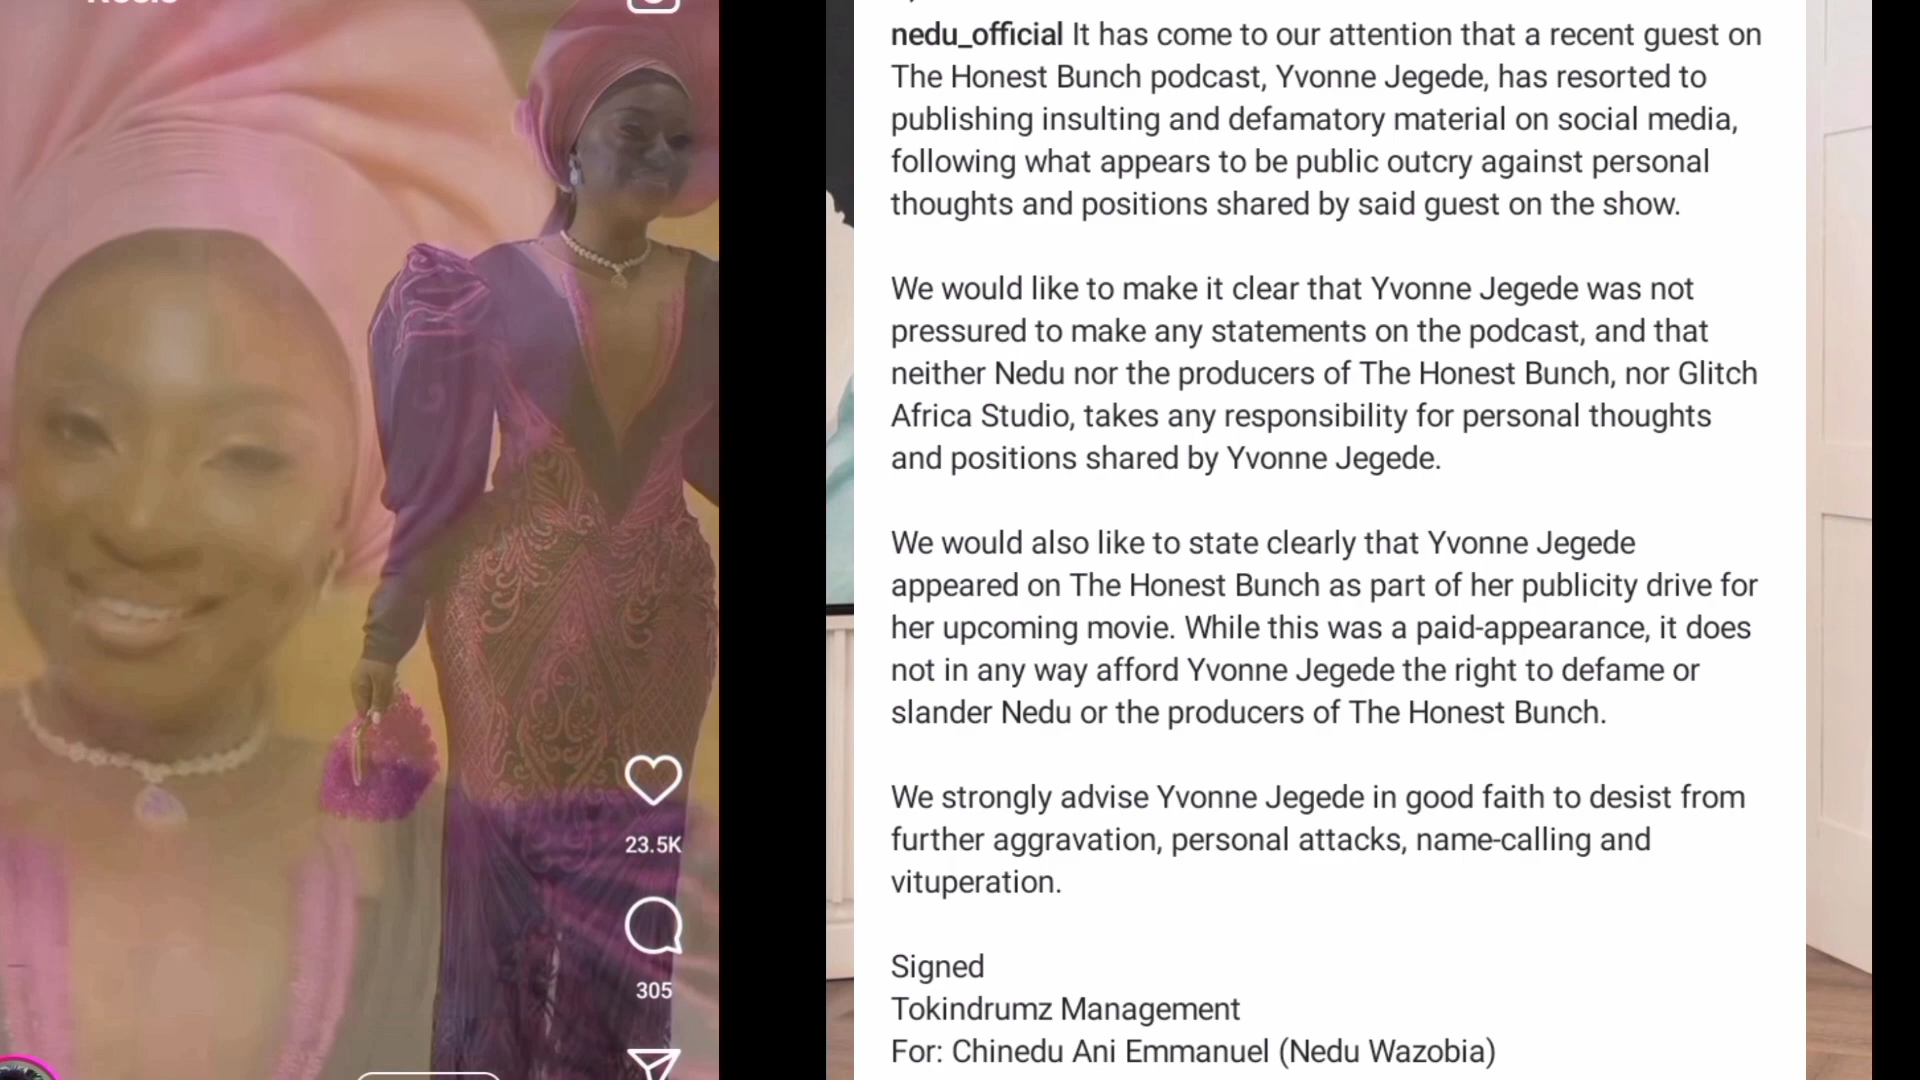 nedu_official It has come to our attention that a recent guest on
The Honest Bunch podcast, Yvonne Jegede, has resorted to
publishing insulting and defamatory material on social media,
following what appears to be public outcry against personal
thoughts and positions shared by said guest on the show.
We would like to make it clear that Yvonne Jegede was not
pressured to make any statements on the podcast, and that
neither Nedu nor the producers of The Honest Bunch, nor Glitch
Africa Studio, takes any responsibility for personal thoughts
and positions shared by Yvonne Jegede.
We would also like to state clearly that Yvonne Jegede
appeared on The Honest Bunch as part of her publicity drive for
her upcoming movie. While this was a paid-appearance, it does
not in any way afford Yvonne Jegede the right to defame or
slander Nedu or the producers of The Honest Bunch.
We strongly advise Yvonne Jegede in good faith to desist from
further aggravation, personal attacks, name-calling and
vituperation.
Signed
Tokindrumz Management
For: Chinedu Ani Emmanuel (Nedu Wazobia)
23.5K
305